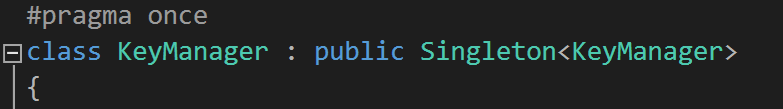 #pragma once
class KeyManager : public Singleton<KeyManager>
{